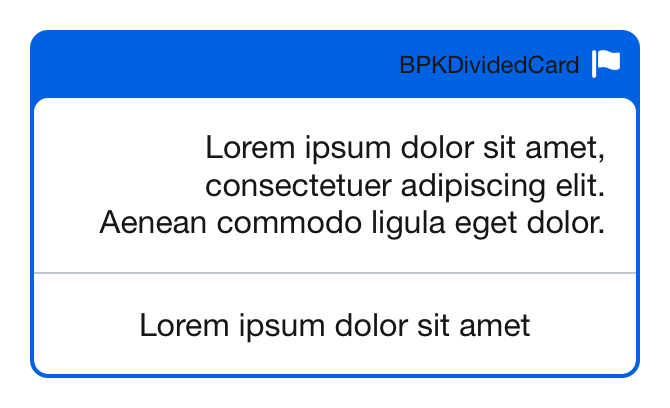 BPKDividedCard
Lorem ipsum dolor sit amet,
consectetuer adipiscing elit.
Aenean commodo ligula eget dolor.
Lorem ipsum dolor sit amet